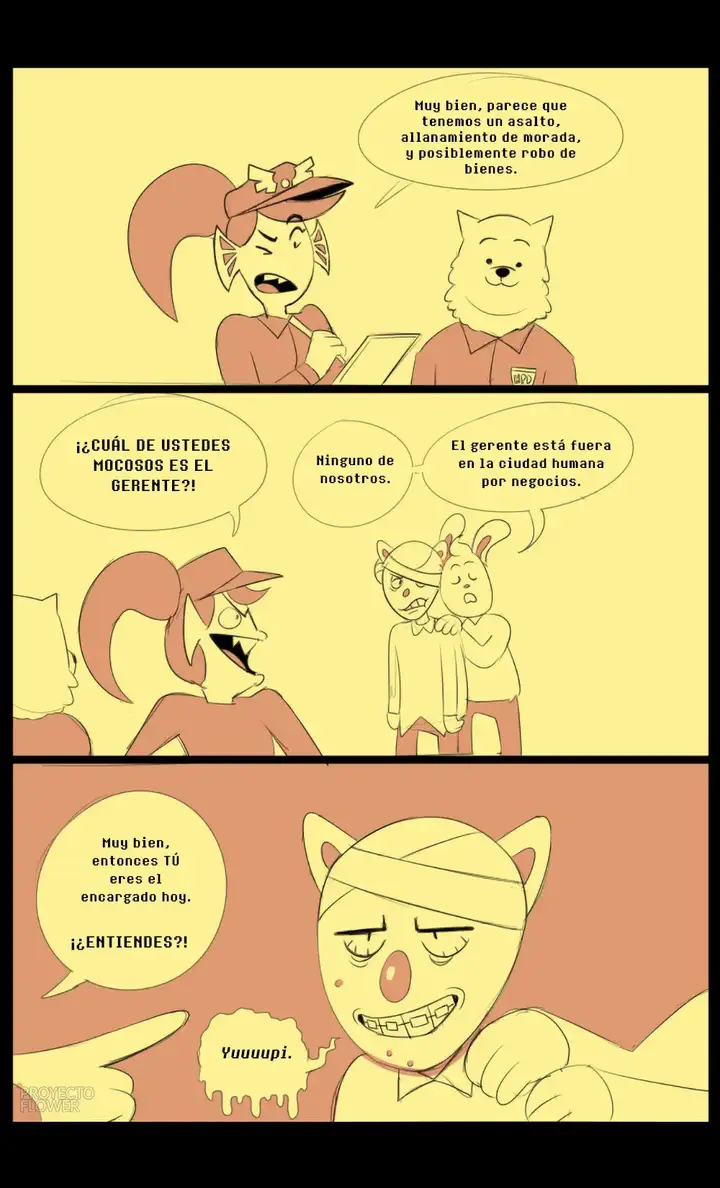 Muy bien, parece que
tenemos un asalto,
allanamiento de morada,
y posiblemente robo de
bienes.
¡¿CUÁL DE USTEDES
MOCOSOS ES EL
GERENTE?!
Ninguno de
nosotros.
El gerente está fuera
en la ciudad humana
por negocios.
Muy bien,
entonces TÚ
eres el
encargado hoy.
¡¿ENTIENDES?!
Yuuuupi.
PROYECTO
FLOWER